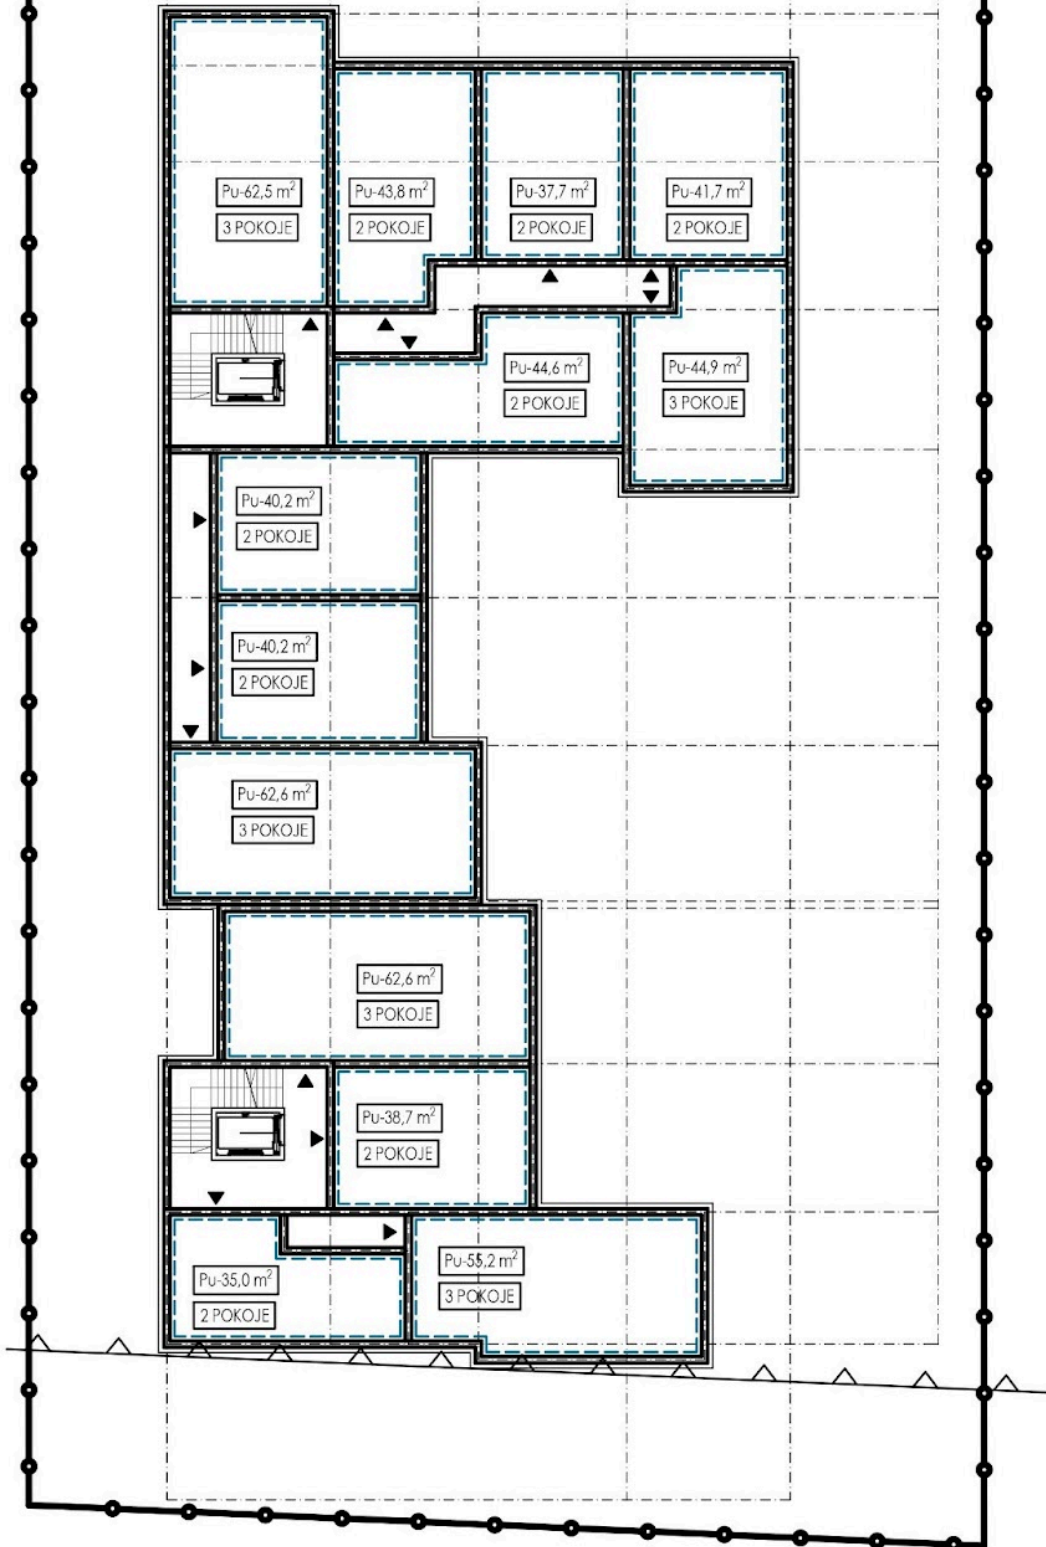 Pu-62,5 m²
3 POKOJE
Pu-43,8 m²
2 POKOJE
Pu-37,7 m²
2 POKOJE
Pu-41,7 m²
2 POKOJE
Pu-44,6 m²
2 POKOJE
Pu-44,9 m²
3 POKOJE
Pu-40,2 m²
2 POKOJE
Pu-40,2 m²
2 POKOJE
Pu-62,6 m²
3 POKOJE
Pu-62,6 m²
3 POKOJE
Pu-38,7 m²
2 POKOJE
Pu-35,0 m²
2 POKOJE
Pu-55,2 m²
3 POKOJE